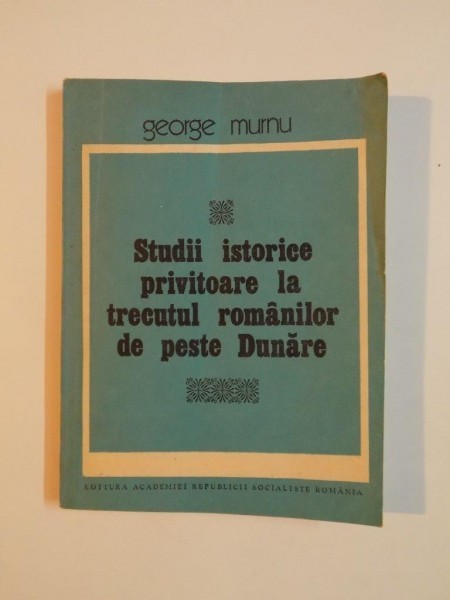 george murnu
Studii istorice
privitoare la
trecutul românilor
de peste Dunăre
EDITURA ACADEMIEI REPUBLICII SOCIALISTE ROMÂNIA